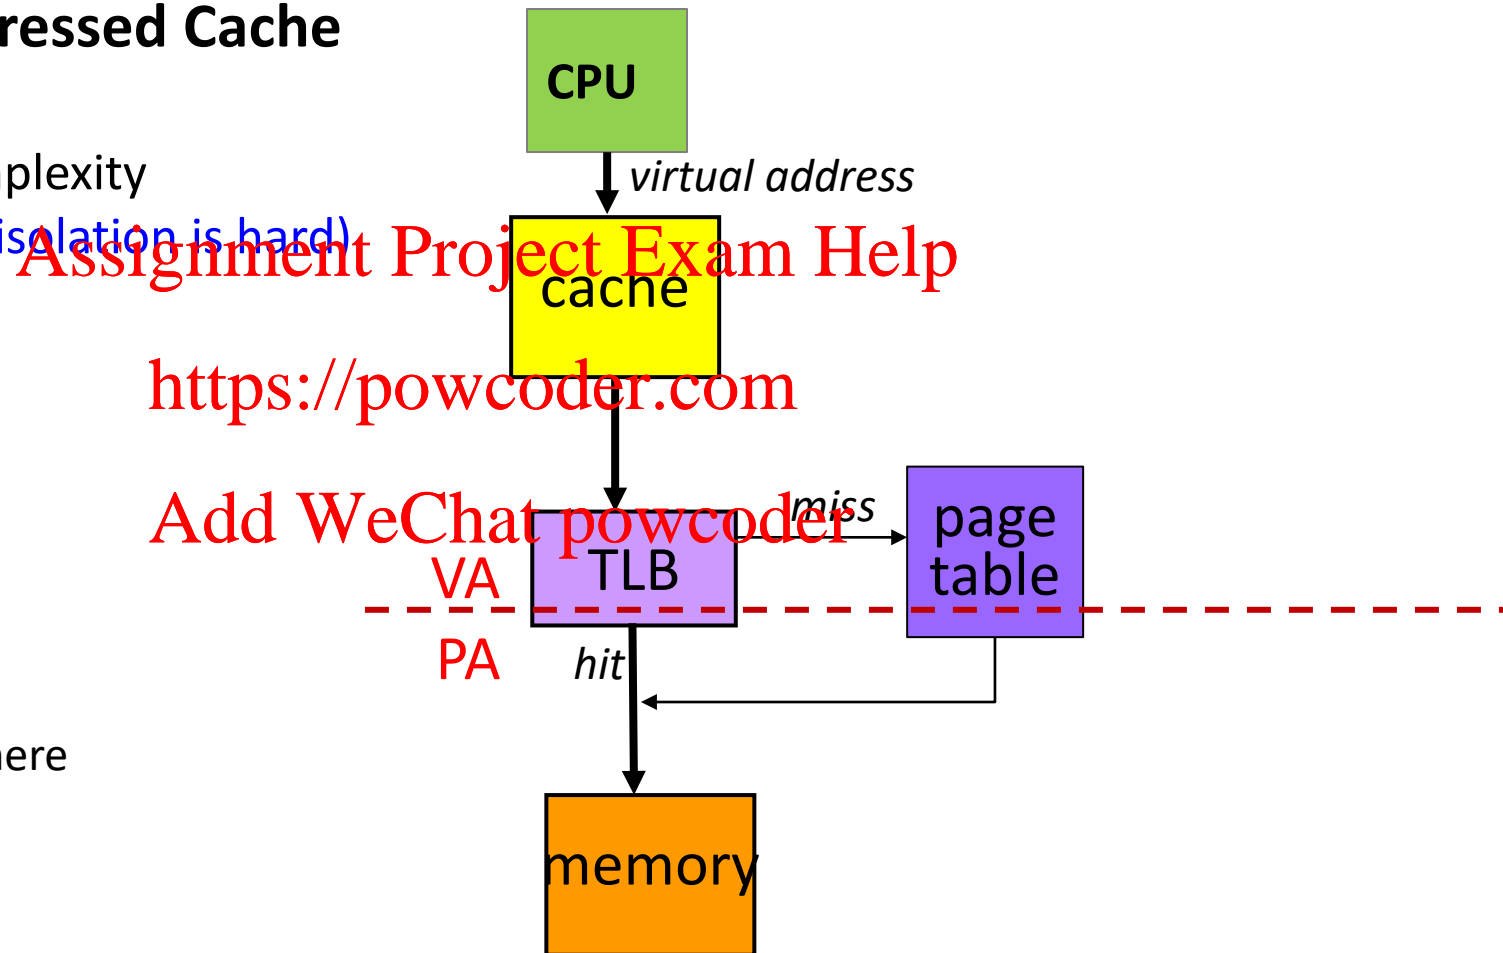 ressed Cache
CPU
plexity
virtual address
isolation is hard)
Assignment Project Exam Help
cache
https://powcoder.com
miss
page
table
Add WeChat powcoder
TLB
VA
PA
hit
here
memory